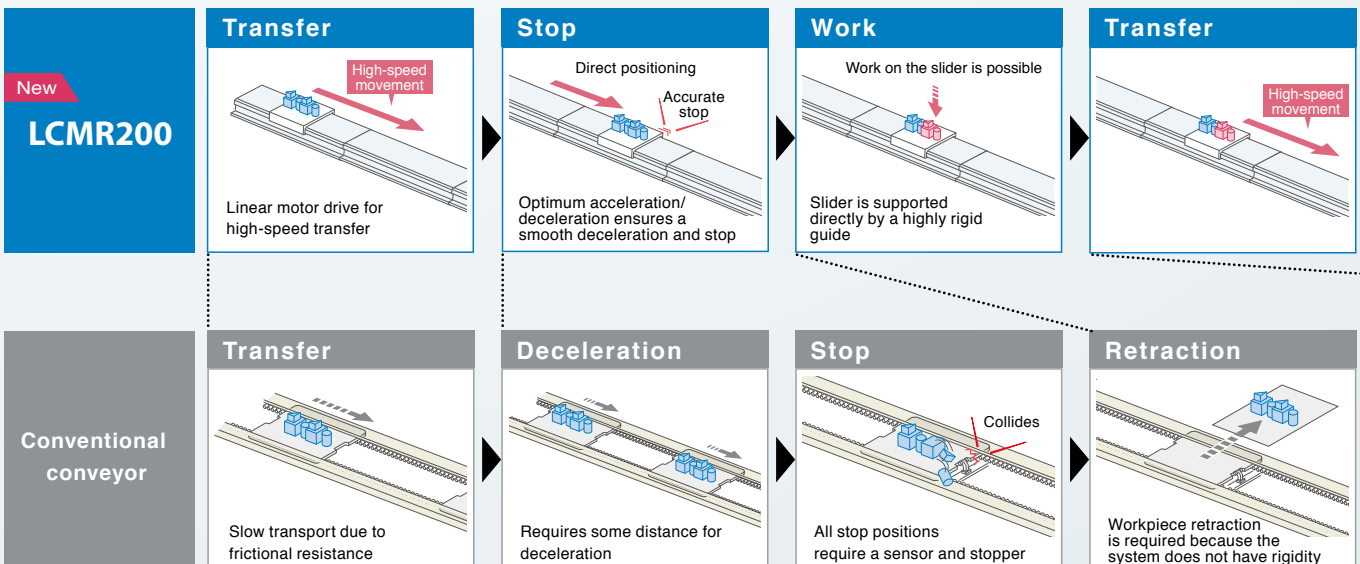 New
LCMR200
Transfer
High-speed
movement
Linear motor drive for
high-speed transfer
Stop
Direct positioning
Accurate
stop
Optimum acceleration/
deceleration ensures a
smooth deceleration and stop
Work
Work on the slider is possible
Slider is supported
directly by a highly rigid
guide
Transfer
High-speed
movement
Conventional
conveyor
Transfer
Slow transport due to
frictional resistance
Deceleration
Requires some distance for
deceleration
Stop
Collides
All stop positions
require a sensor and stopper
Retraction
Workpiece retraction
is required because the
system does not have rigidity